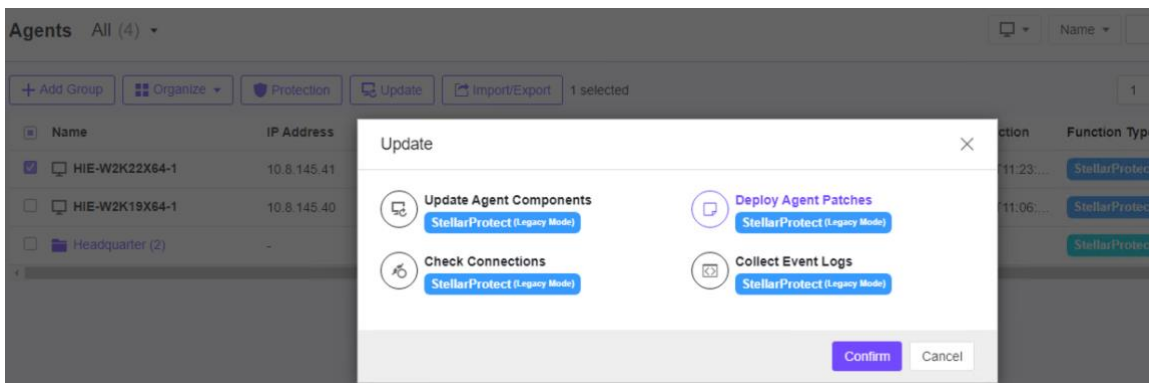 Agents All (4)
Name
Add Group Organize Protection Update Import/Export 1 selected 1
Name IP Address Function Typ
HIE-W2K22X64-1 10.8.145.41 11:23:... StellarProtec
HIE-W2K19X64-1 10.8.145.40 11:06:... StellarProtec
Headquarter (2) - StellarProtec
Update
Update Agent Components
StellarProtect (Legacy Mode)
Deploy Agent Patches
StellarProtect (Legacy Mode)
Check Connections
StellarProtect (Legacy Mode)
Collect Event Logs
StellarProtect (Legacy Mode)
Confirm Cancel